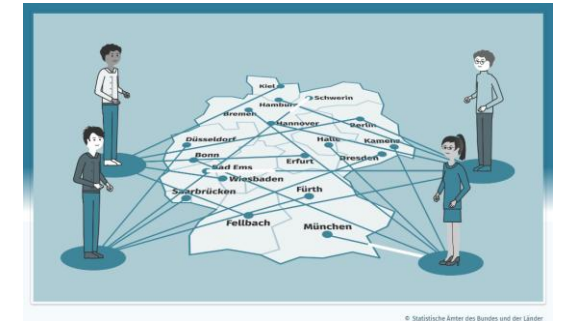 Kiel
Hamburg
Schwerin
Bremen
Hannover
Berlin
Düsseldorf
Halle
Kamenz
Bonn
Erfurt
Dresden
Bad Ems
Wiesbaden
Saarbrücken
Fürth
Fellbach
München
© Statistische Ämter des Bundes und der Länder